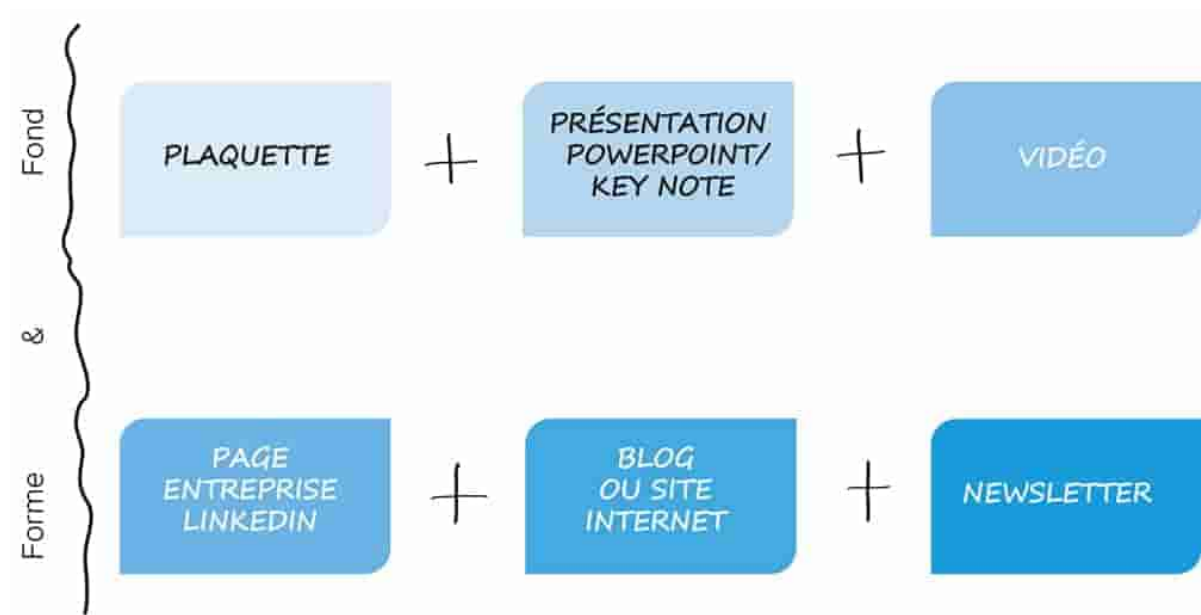 Fond
PLAQUETTE
+
PRÉSENTATION
POWERPOINT/
KEY NOTE
+
VIDÉO
&
Forme
PAGE
ENTREPRISE
LINKEDIN
+
BLOG
OU SITE
INTERNET
+
NEWSLETTER